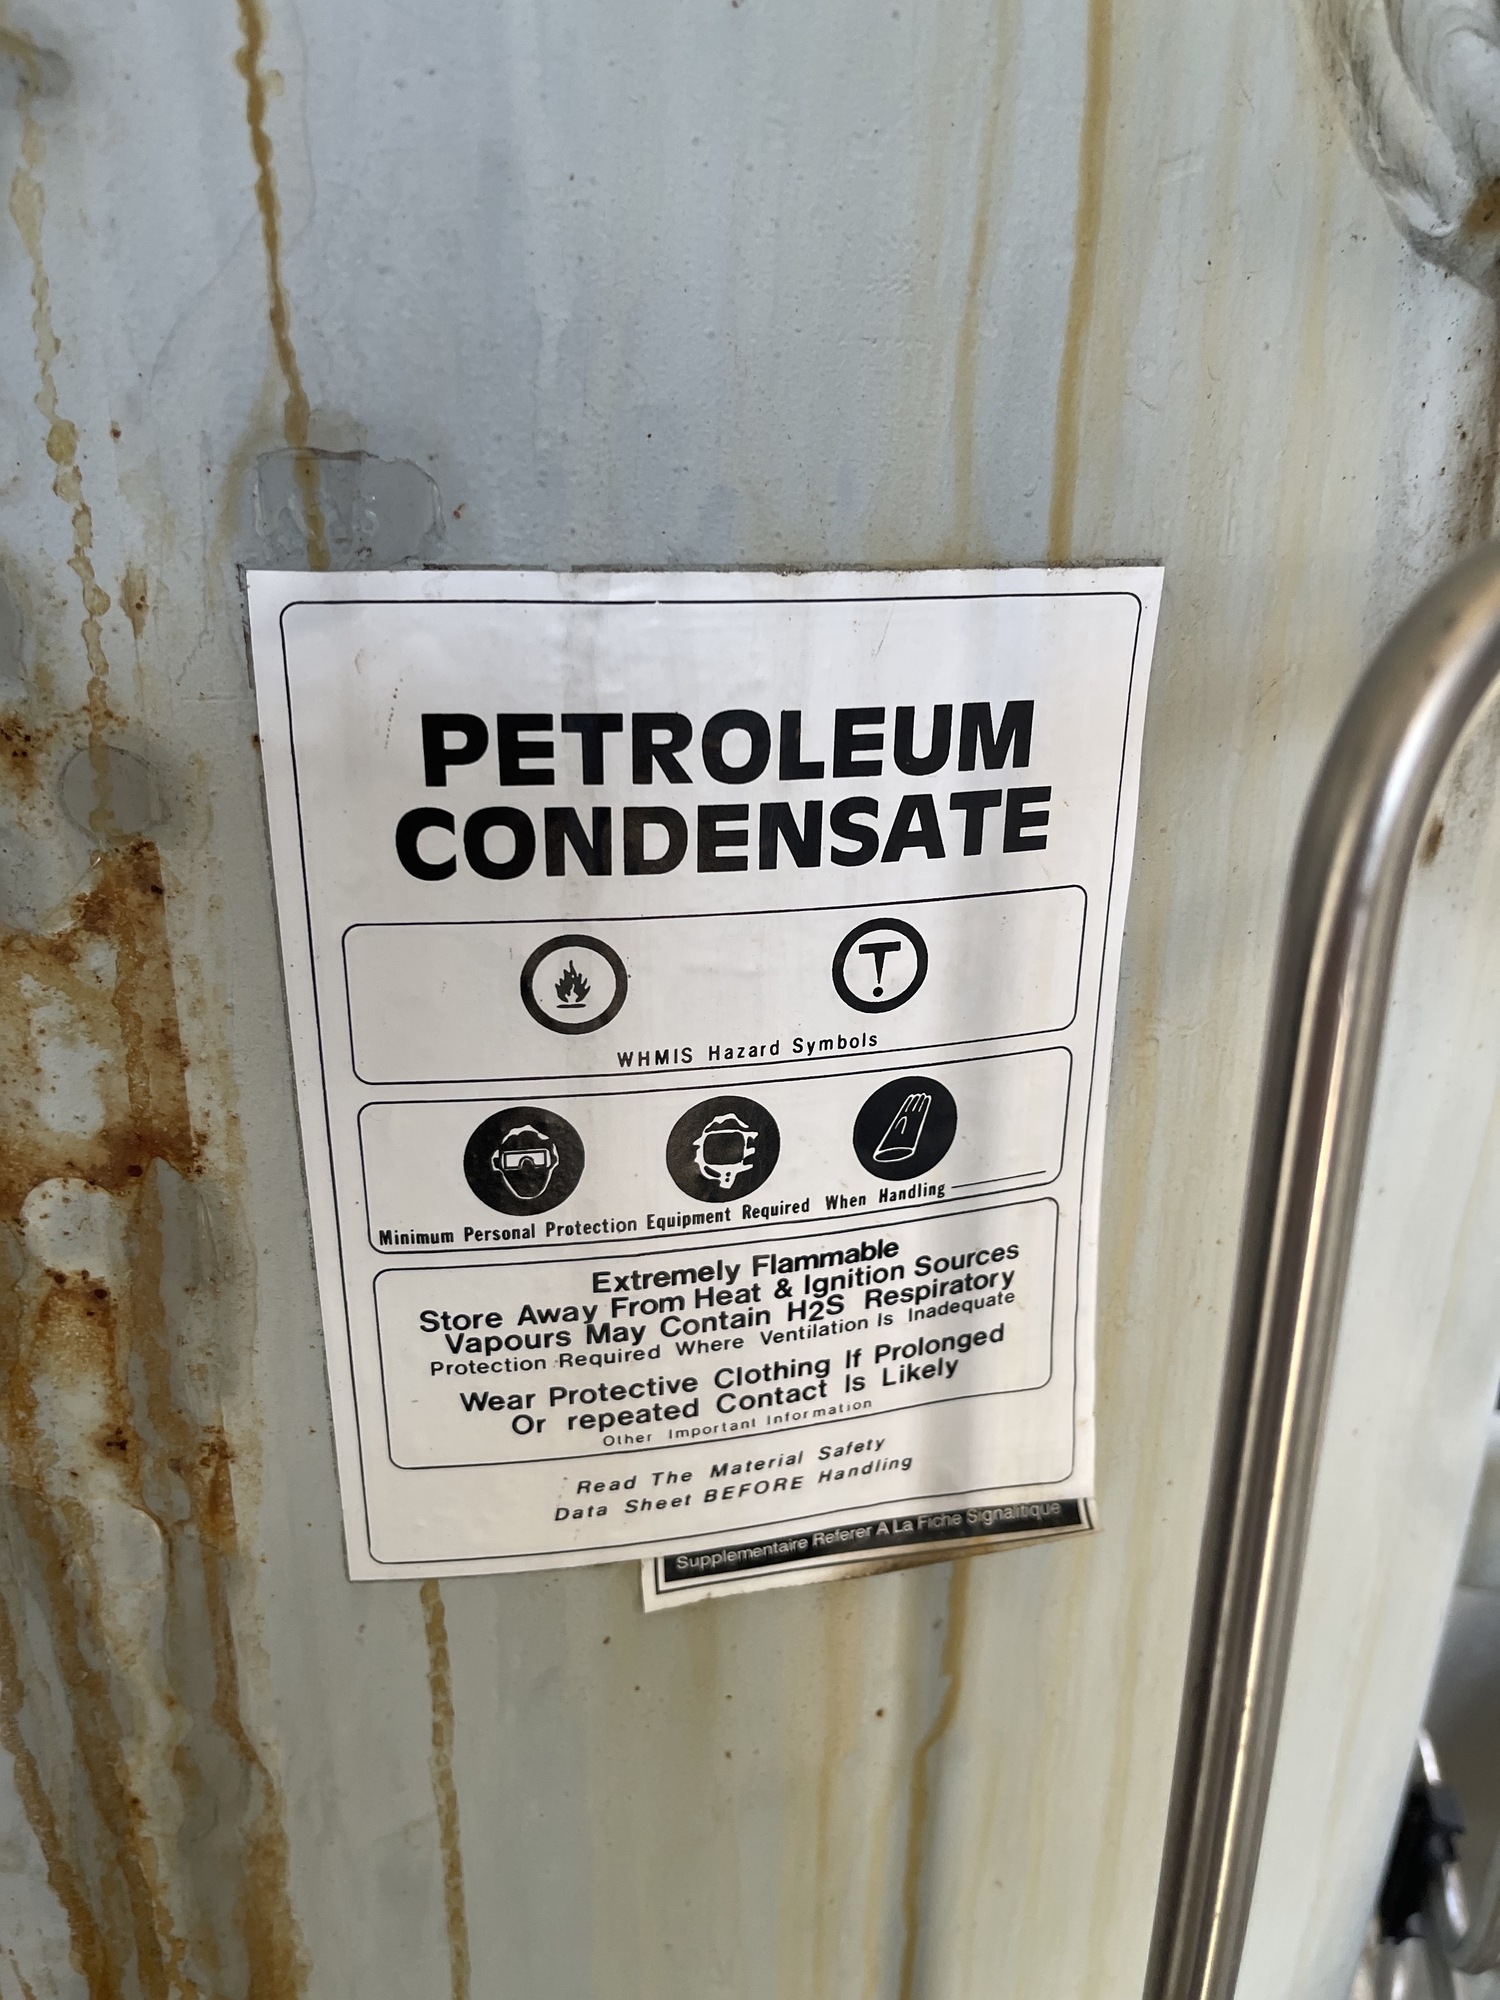 PETROLEUM
CONDENSATE
WHMIS Hazard Symbols
Minimum Personal Protection Equipment Required When Handling
Extremely Flammable
Store Away From Heat & Ignition Sources
Vapours May Contain H2S Respiratory
Protection Required Where Ventilation Is Inadequate
Wear Protective Clothing If Prolonged
Or repeated Contact Is Likely
Other Important Information
Read The Material Safety
Data Sheet BEFORE Handling
Supplementaire Referer A La Fiche Signalitique